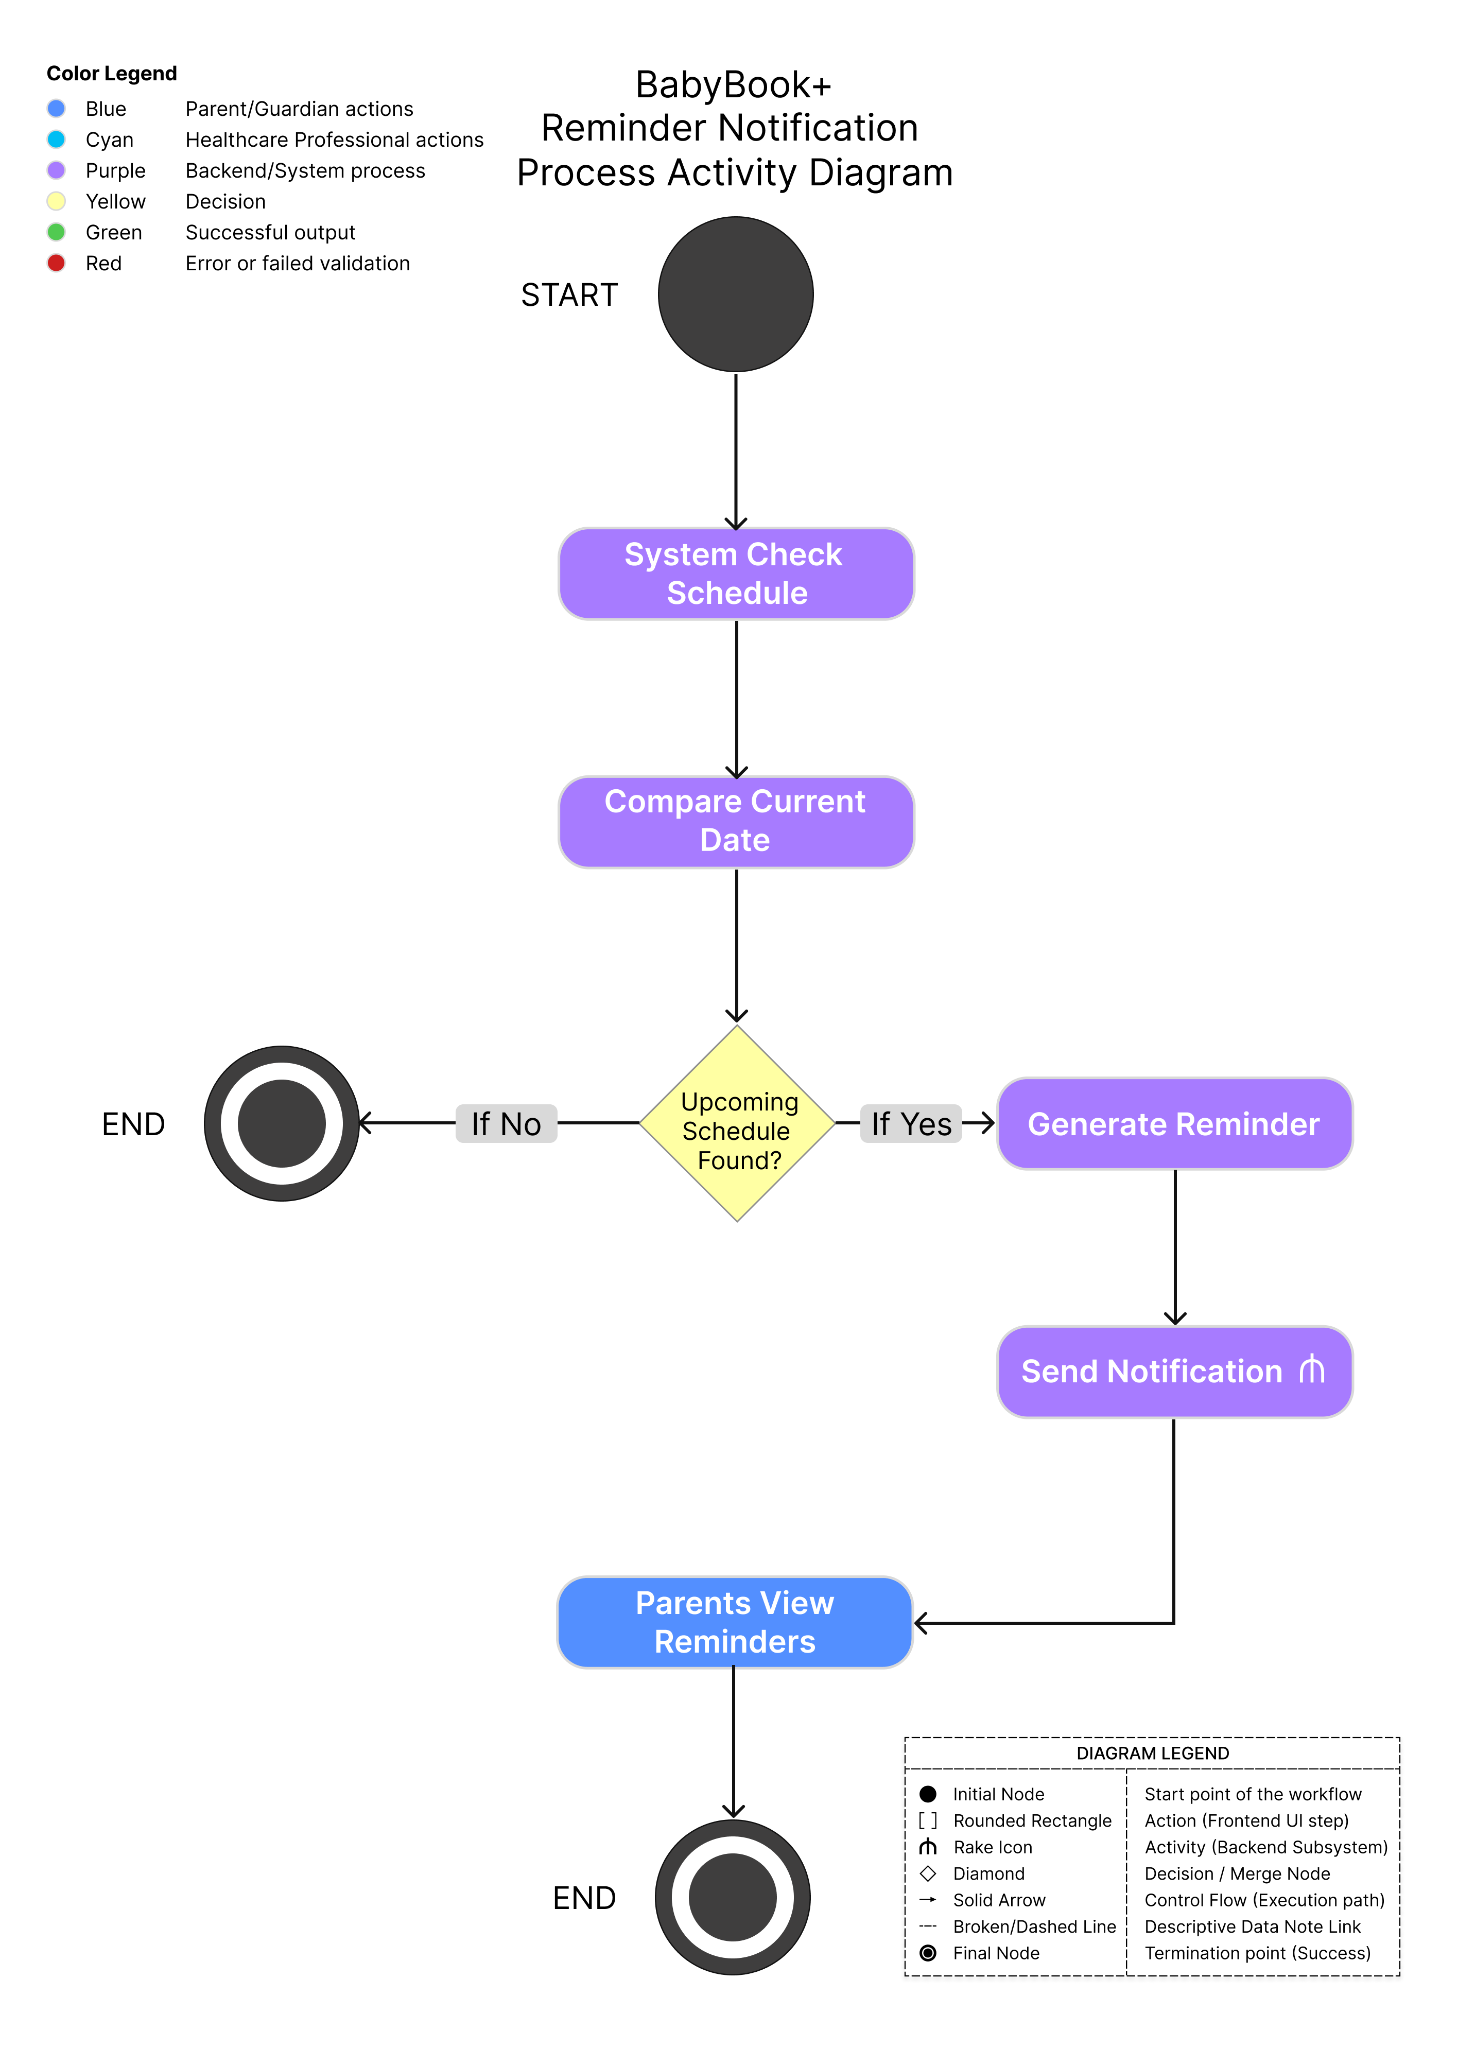 Color Legend
Blue Parent/Guardian actions
Cyan Healthcare Professional actions
Purple Backend/System process
Yellow Decision
Green Successful output
Red Error or failed validation
BabyBook+
Reminder Notification
Process Activity Diagram
START
System Check
Schedule
Compare Current
Date
Upcoming
Schedule
Found?
If No
END
If Yes
Generate Reminder
Send Notification
Parents View
Reminders
END
DIAGRAM LEGEND
Initial Node Start point of the workflow
Rounded Rectangle Action (Frontend UI step)
Rake Icon Activity (Backend Subsystem)
Diamond Decision / Merge Node
Solid Arrow Control Flow (Execution path)
Broken/Dashed Line Descriptive Data Note Link
Final Node Termination point (Success)